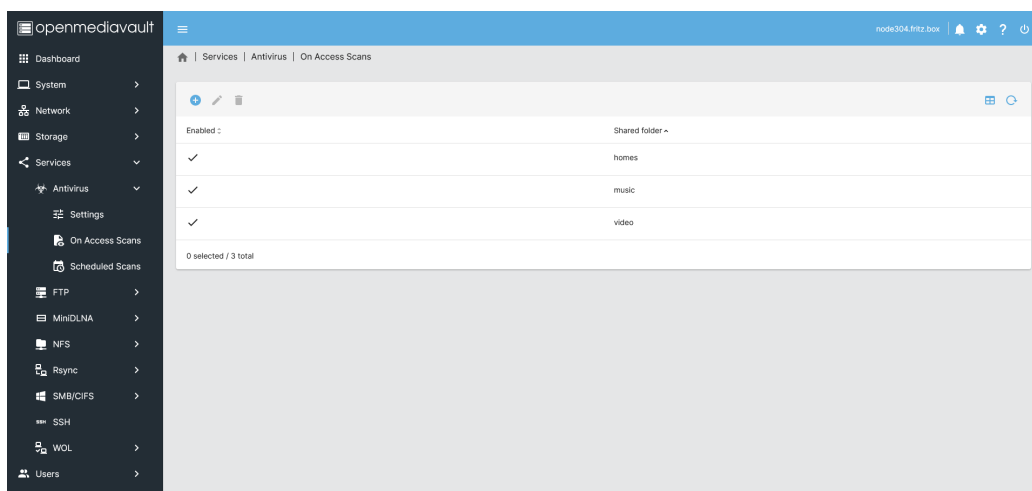 openmediavault
node304.fritz.box
Dashboard
System
Network
Storage
Services
Antivirus
Settings
On Access Scans
Scheduled Scans
FTP
MiniDLNA
NFS
Rsync
SMB/CIFS
SSH SSH
WOL
Users
| Services | Antivirus | On Access Scans
Enabled Shared folder
homes
music
video
0 selected / 3 total